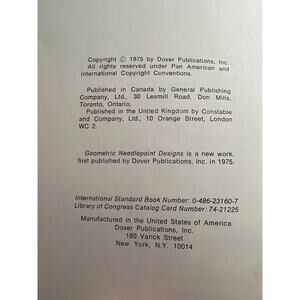 Copyright © 1975 by Dover Publications, Inc.
All rights reserved under Pan American and
International Copyright Conventions.
Published in Canada by General Publishing
Company, Ltd., 30 Lesmill Road, Don Mills,
Toronto, Ontario.
Published in the United Kingdom by Constable
and Company, Ltd., 10 Orange Street, London
WC 2.
Geometric Needlepoint Designs is a new work,
first published by Dover Publications, Inc. in 1975.
International Standard Book Number: 0-486-23160-7
Library of Congress Catalog Card Number: 74-21225
Manufactured in the United States of America
Dover Publications, Inc.
180 Varick Street
New York, N.Y. 10014